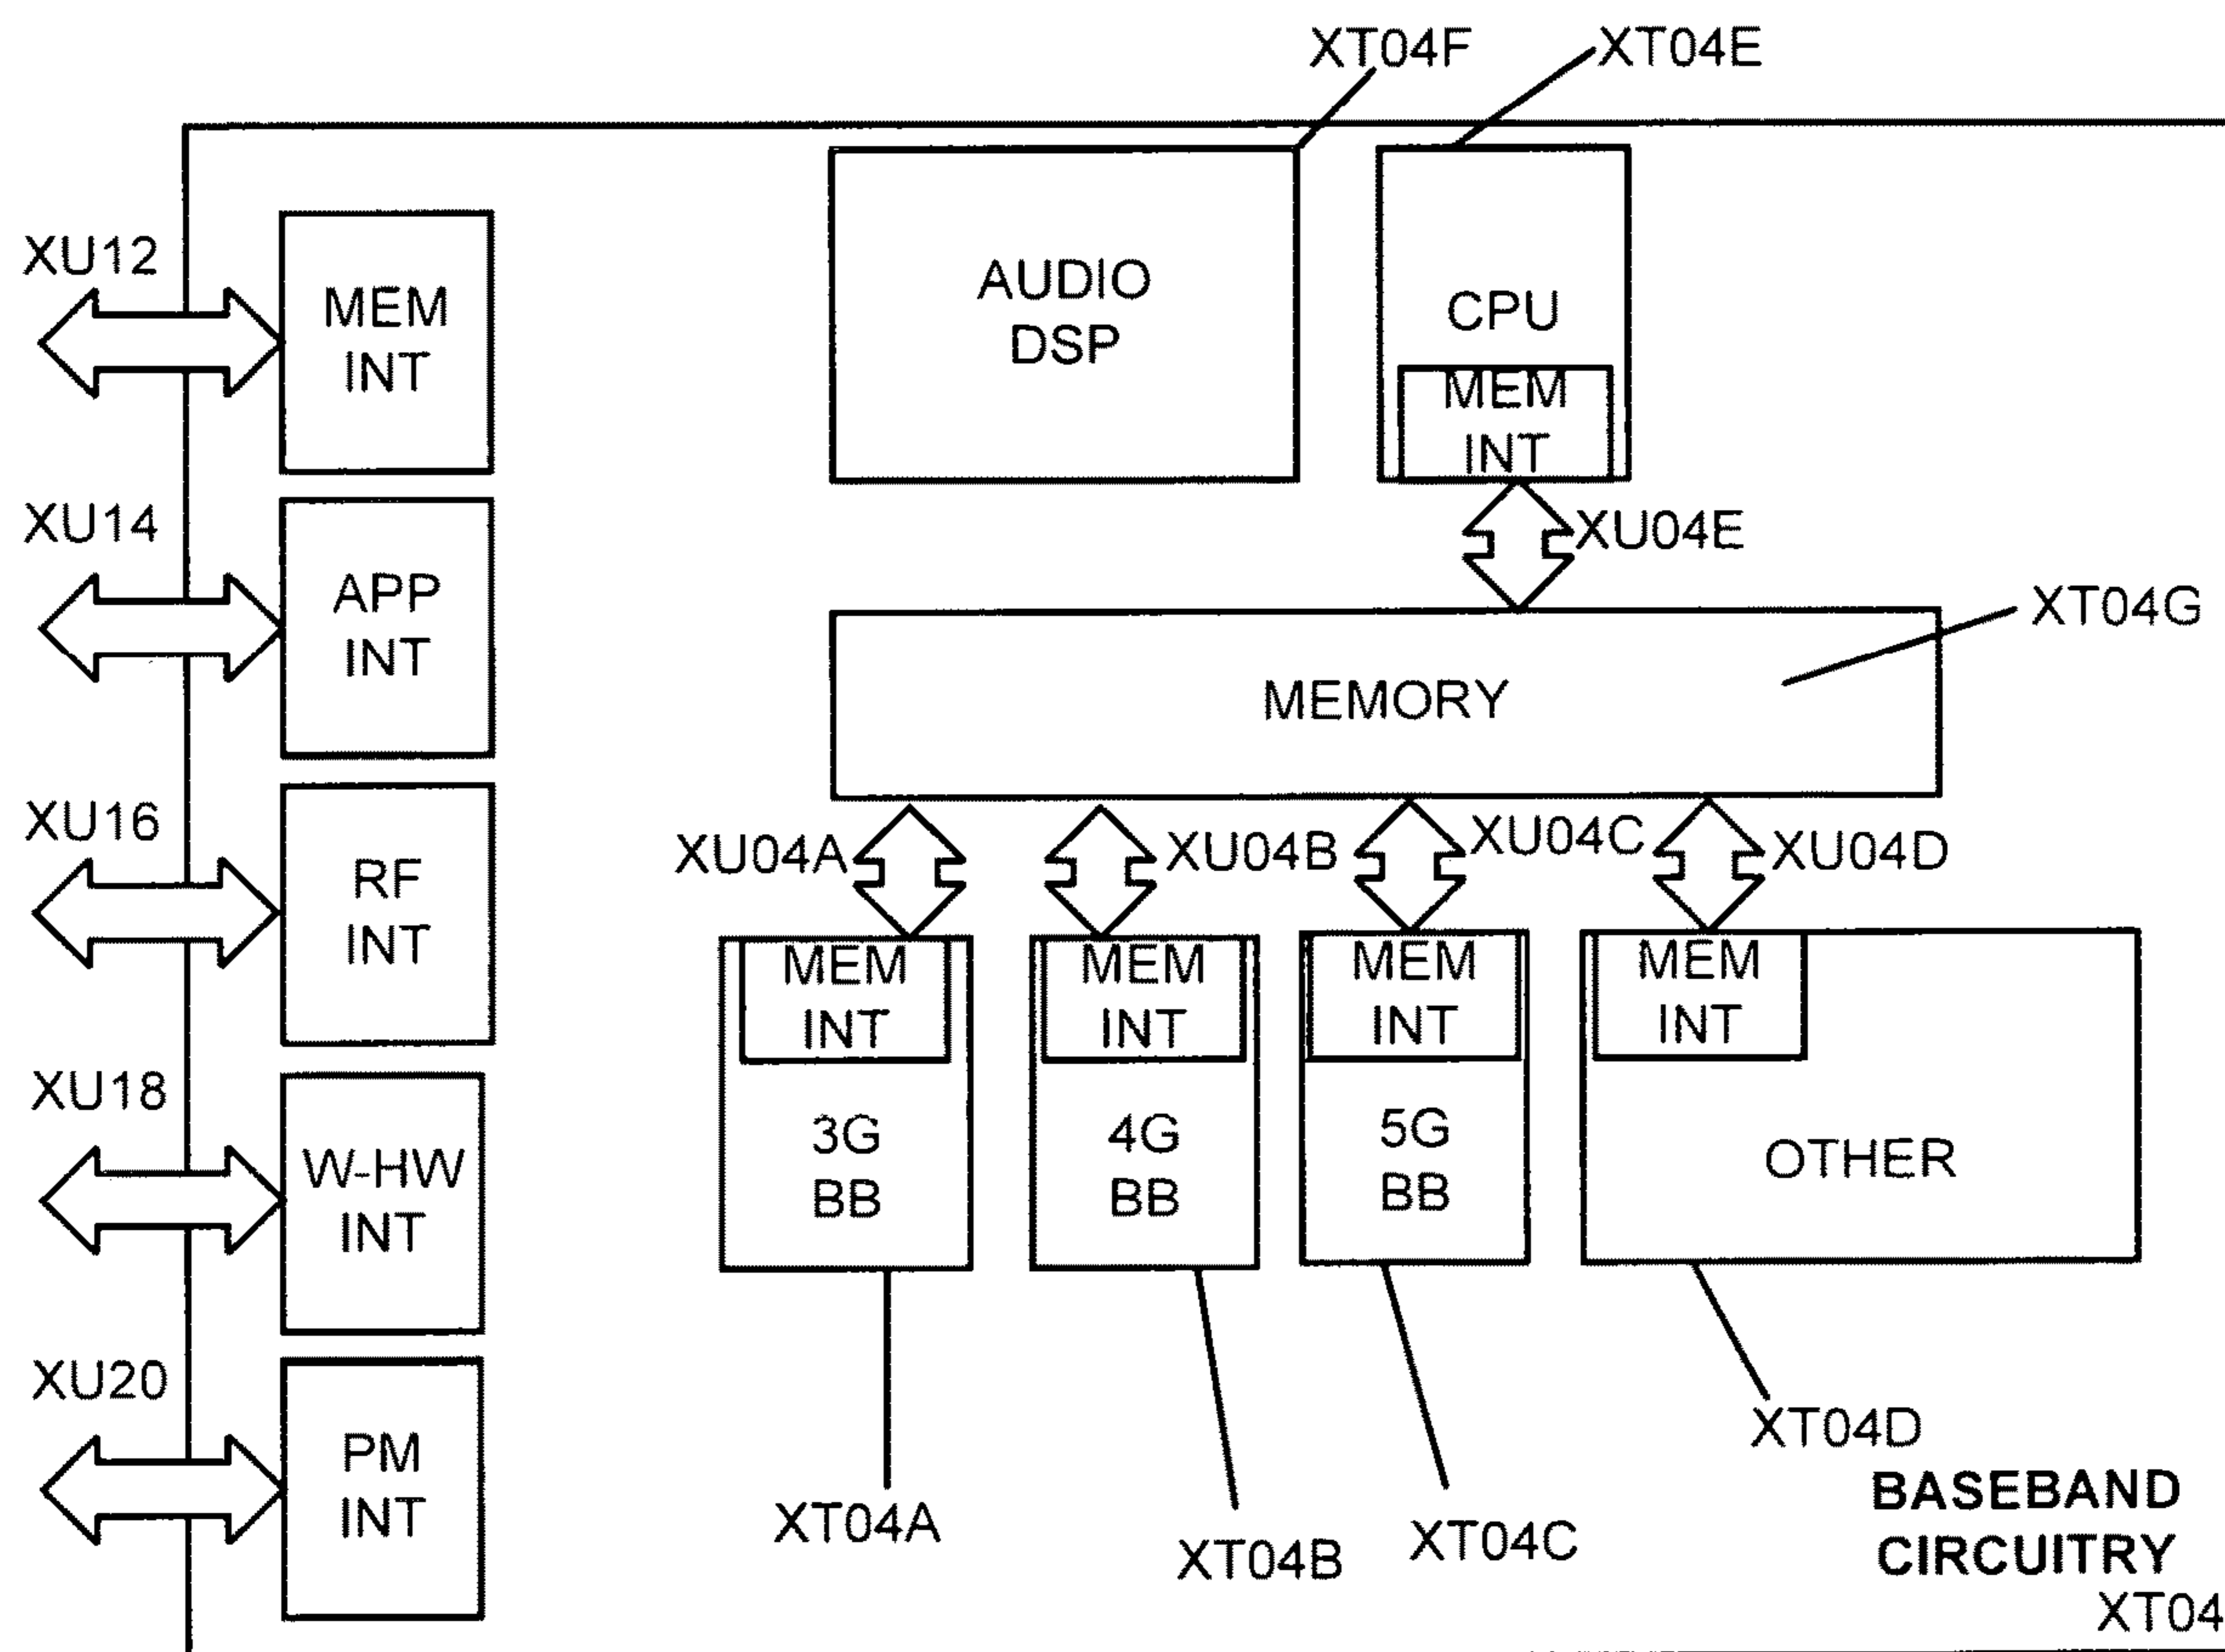 XT04F
XT04E
XU12
MEM
INT
AUDIO
DSP
CPU
MEM
INT
XU14
APP
INT
XU04E
XT04G
MEMORY
XU16
RF
INT
XU04A
XU04B
XU04C
XU04D
MEM
INT
3G
BB
MEM
INT
4G
BB
MEM
INT
5G
BB
MEM
INT
OTHER
XU18
W-HW
INT
XU20
PM
INT
XT04A
XT04B
XT04C
XT04D
BASEBAND
CIRCUITRY
XT04